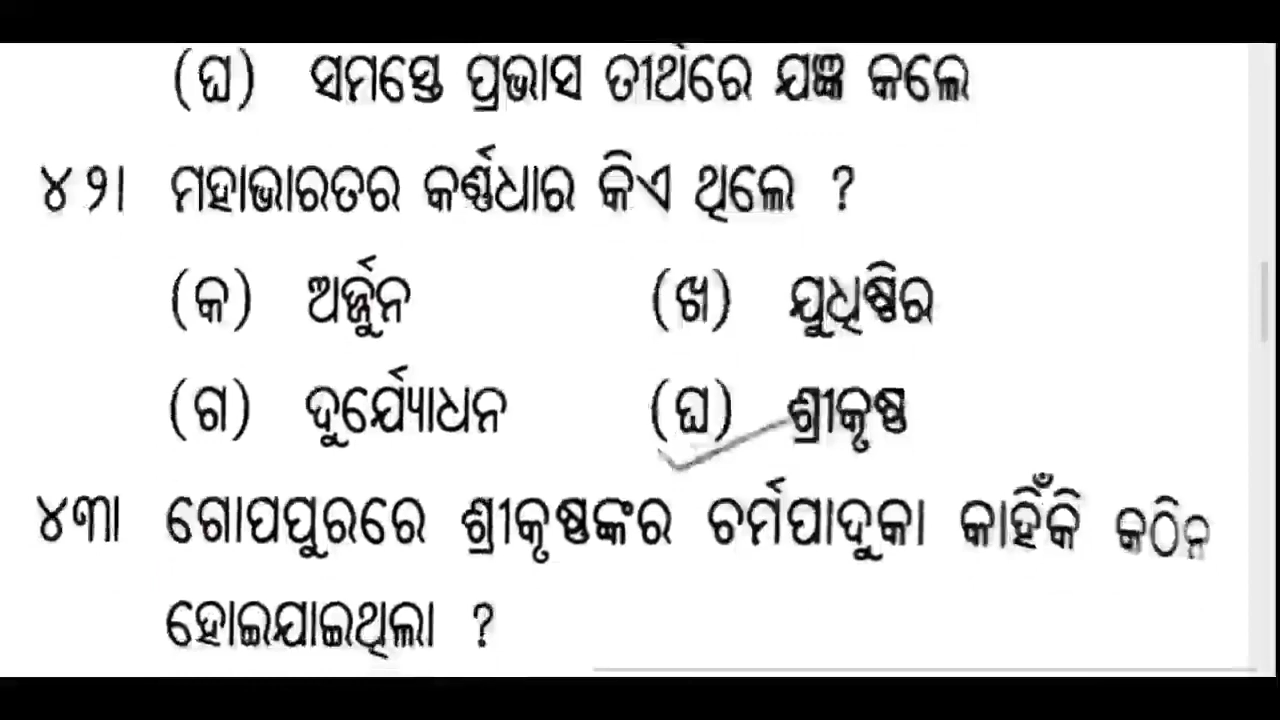 (ଘ) ସମସ୍ତେ ପ୍ରଭାସ ତୀର୍ଥରେ ଯଜ୍ଞ କଲେ
୪୨। ମହାଭାରତର କର୍ଣ୍ଣଧାର କିଏ ଥିଲେ ?
(କ) ଅର୍ଜ୍ଜୁନ (ଖ) ଯୁଧିଷ୍ଠିର
(ଗ) ଦୁର୍ଯ୍ୟୋଧନ (ଘ) ଶ୍ରୀକୃଷ୍ଣ
୪୩। ଗୋପପୁରରେ ଶ୍ରୀକୃଷ୍ଣଙ୍କର ଚର୍ମପାଦୁକା କାହିଁକି କଠିନ
ହୋଇଯାଇଥିଲା ?